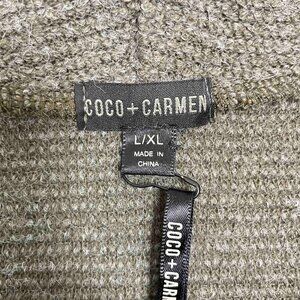 COCO + CARMEN
L/XL
MADE IN
CHINA
COCO + CARMEN